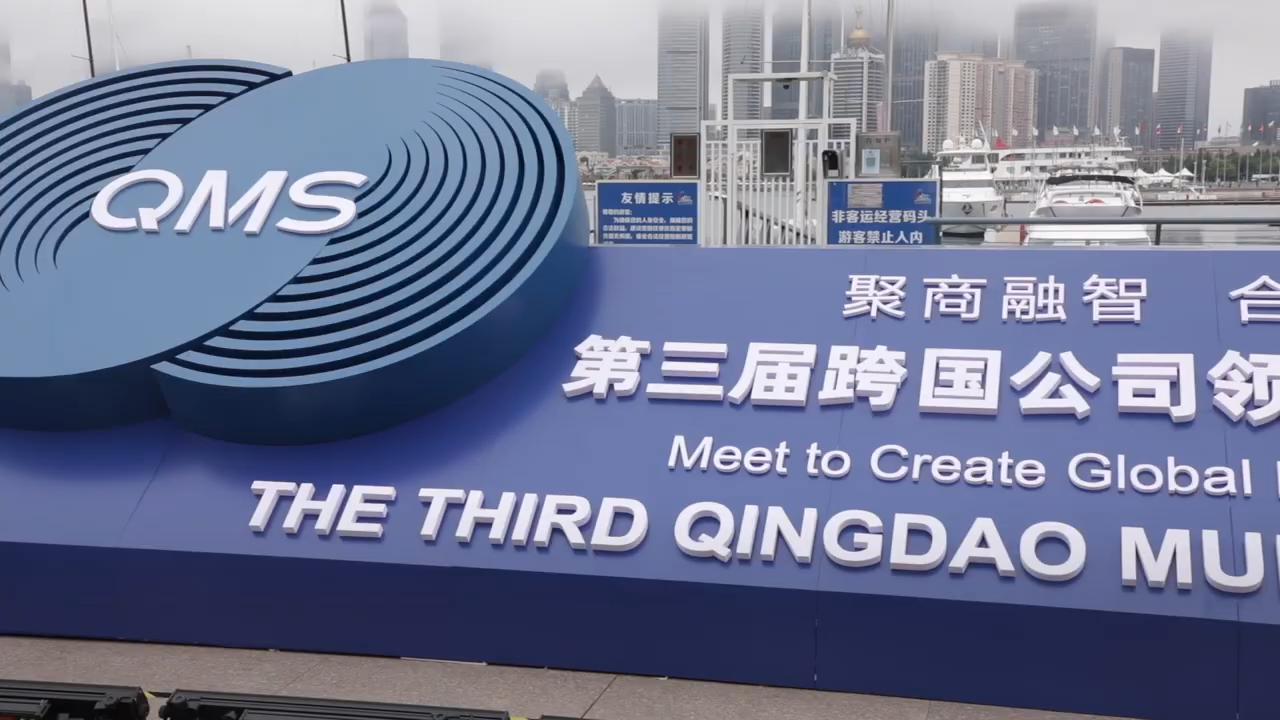 QMS
友情提示
非客运经营码头
游客禁止入内
聚商融智 合
第三届跨国公司领
Meet to Create Global
THE THIRD QINGDAO MU